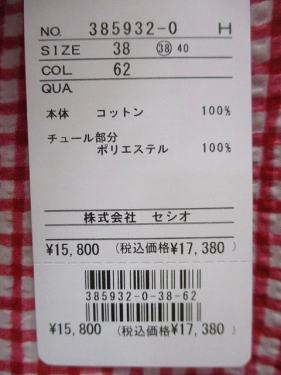 NO. 385932-0 H
SIZE 38 ㊳ 40
COL 62
QUA
本体 コットン 100%
チュール部分
ポリエステル 100%
株式会社 セシオ
¥15,800 (税込価格¥17,380 )
385932-0-38-62
¥15,800 (税込価格¥17,380 )